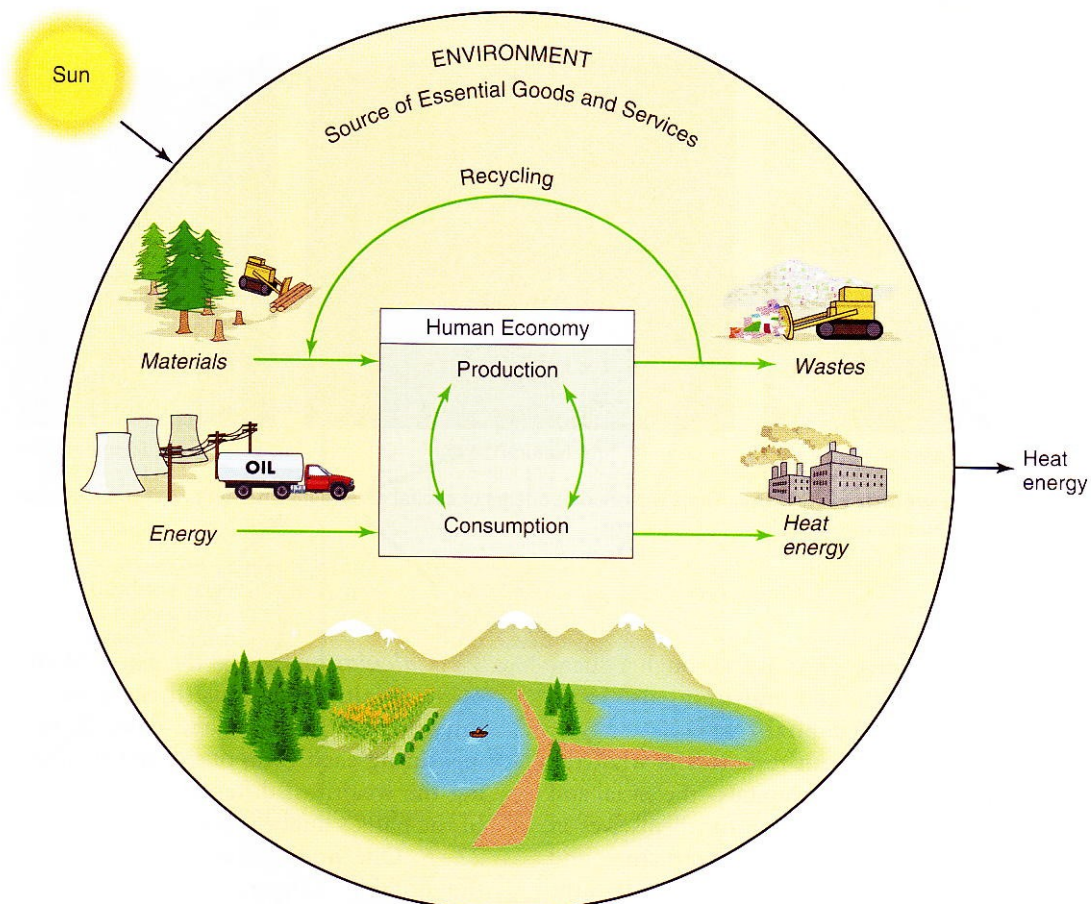 Sun
ENVIRONMENT
Source of Essential Goods and Services
Recycling
Human Economy
Materials
Production
Wastes
OIL
Energy
Consumption
Heat
energy
Heat
energy